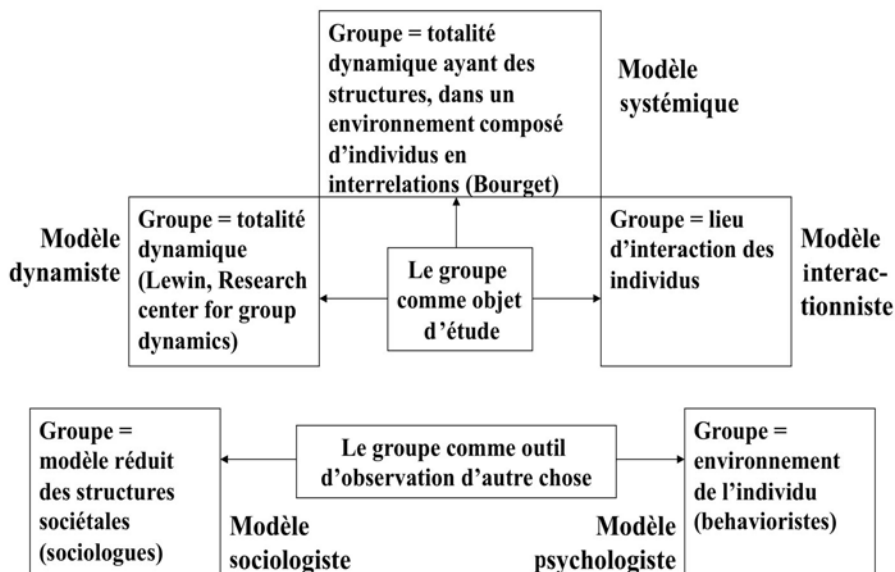 Groupe = totalité
dynamique ayant des
structures, dans un
environnement composé
d'individus en
interrelations (Bourget)
Modèle
systémique
Modèle
dynamiste
Groupe = totalité
dynamique
(Lewin, Research
center for group
dynamics)
Le groupe
comme objet
d'étude
Groupe = lieu
d'interaction des
individus
Modèle
interac-
tionniste
Groupe =
modèle réduit
des structures
sociétales
(sociologues)
Modèle
sociologiste
Le groupe comme outil
d'observation d'autre chose
Modèle
psychologiste
Groupe =
environnement
de l'individu
(behavioristes)